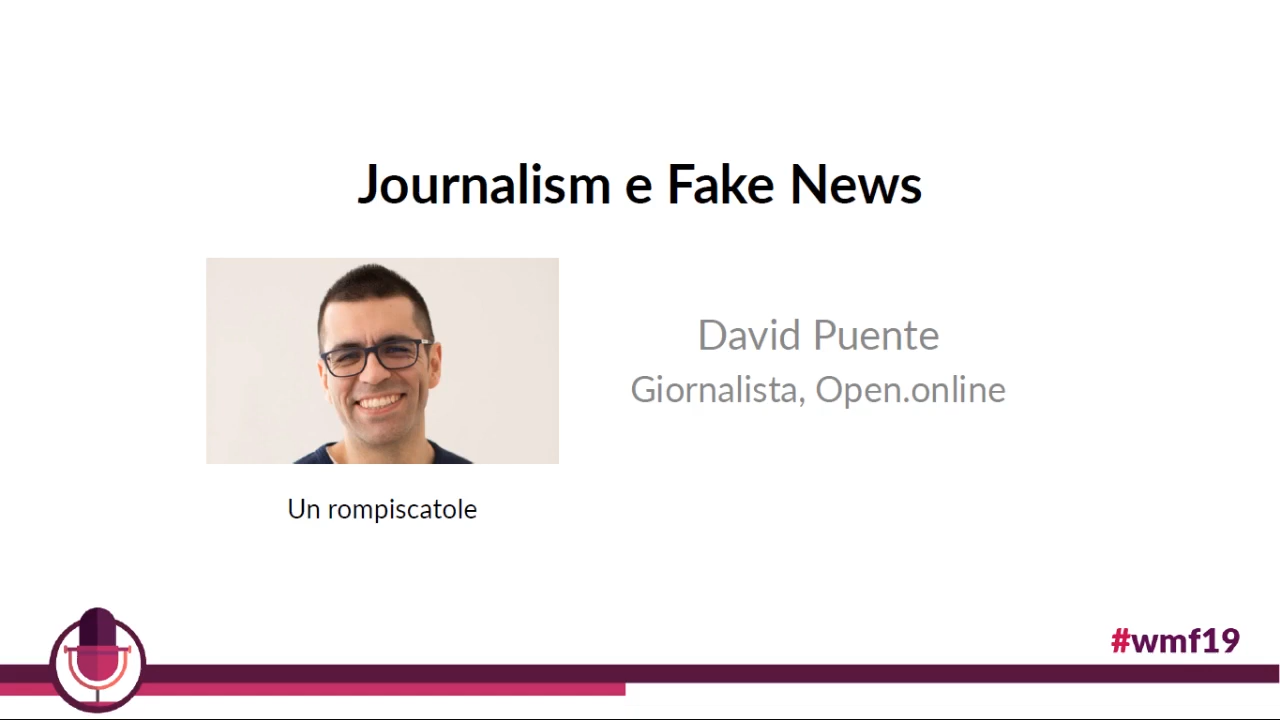 Journalism e Fake News
David Puente
Giornalista, Open.online
Un rompiscatole
#wmf19